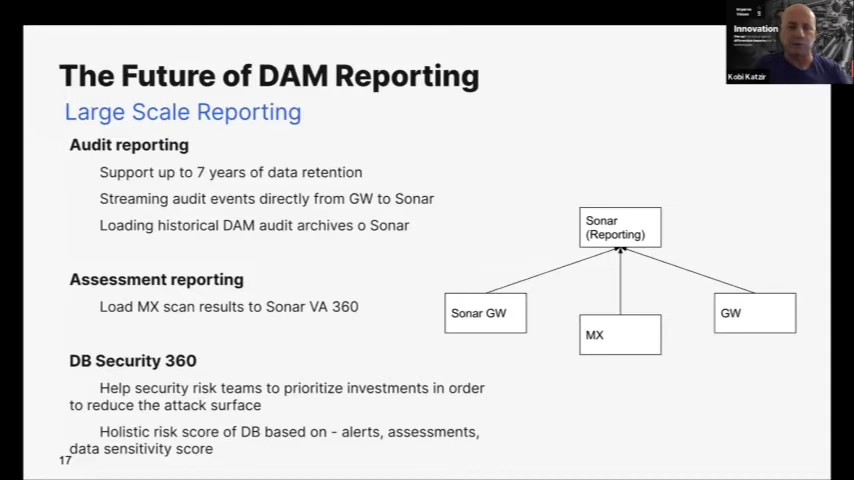 The Future of DAM Reporting
Large Scale Reporting
Audit reporting
Support up to 7 years of data retention
Streaming audit events directly from GW to Sonar
Loading historical DAM audit archives o Sonar
Assessment reporting
Load MX scan results to Sonar VA 360
DB Security 360
Help security risk teams to prioritize investments in order
to reduce the attack surface
Holistic risk score of DB based on - alerts, assessments,
data sensitivity score
17
Sonar
(Reporting)
Sonar GW
MX
GW
Innovation
Kobi Katzir